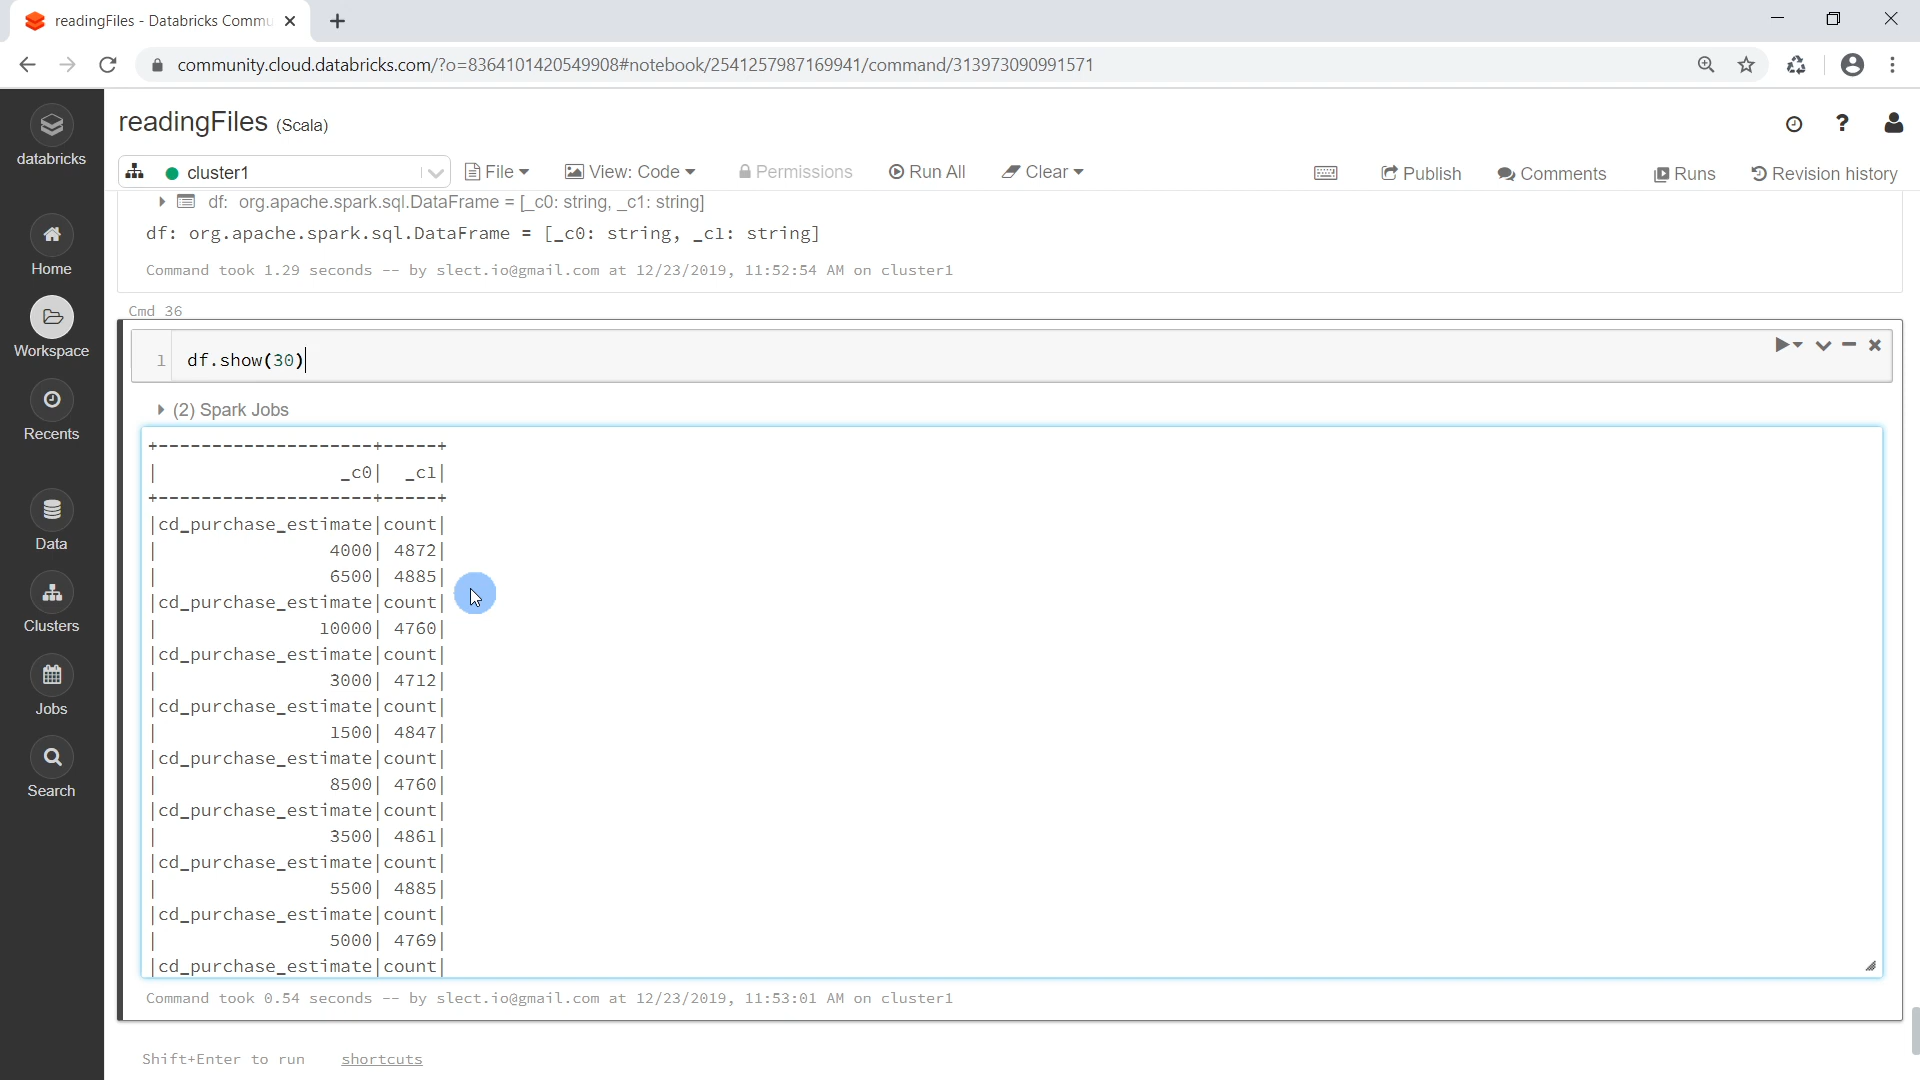 readingFiles - Databricks Commu
community.cloud.databricks.com/?o=8364101420549908#notebook/2541257987169941/command/313973090991571
databricks
Home
Workspace
Recents
Data
Clusters
Jobs
Search
readingFiles (Scala)
cluster1 File View: Code Permissions Run All Clear Publish Comments Runs Revision history
df: org.apache.spark.sql.DataFrame = [_c0: string, _c1: string]
df: org.apache.spark.sql.DataFrame = [_c0: string, _c1: string]
Command took 1.29 seconds -- by slect.io@gmail.com at 12/23/2019, 11:52:54 AM on cluster1
Cmd 36
1 df.show(30)
(2) Spark Jobs
+--------------------+-----+
|                 _c0|  _c1|
+--------------------+-----+
|cd_purchase_estimate|count|
|                4000| 4872|
|                6500| 4885|
|cd_purchase_estimate|count|
|               10000| 4760|
|cd_purchase_estimate|count|
|                3000| 4712|
|cd_purchase_estimate|count|
|                1500| 4847|
|cd_purchase_estimate|count|
|                8500| 4760|
|cd_purchase_estimate|count|
|                3500| 4861|
|cd_purchase_estimate|count|
|                5500| 4885|
|cd_purchase_estimate|count|
|                5000| 4769|
|cd_purchase_estimate|count|
Command took 0.54 seconds -- by slect.io@gmail.com at 12/23/2019, 11:53:01 AM on cluster1
Shift+Enter to run shortcuts